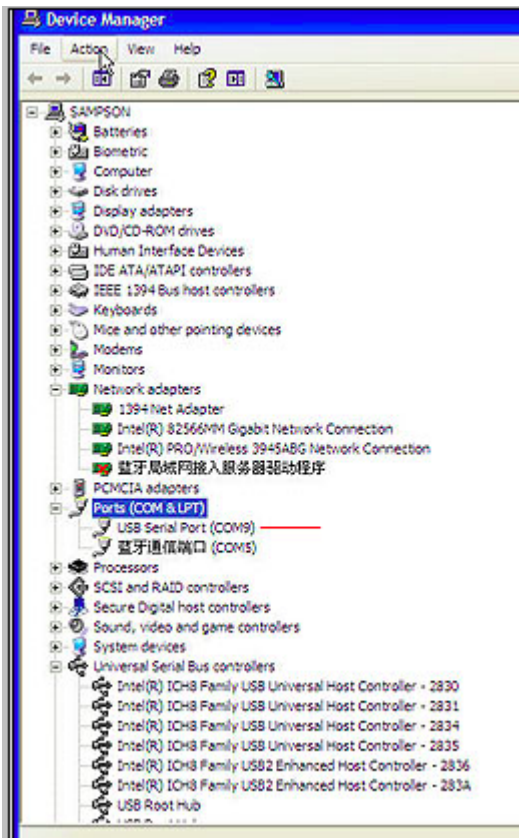 Device Manager
File Action View Help
SAMPSON
Batteries
Biometric
Computer
Disk drives
Display adapters
DVD/CD-ROM drives
Human Interface Devices
IDE ATA/ATAPI controllers
IEEE 1394 Bus host controllers
Keyboards
Mice and other pointing devices
Modems
Monitors
Network adapters
1394 Net Adapter
Intel(R) 82566MM Gigabit Network Connection
Intel(R) PRO/Wireless 3945ABG Network Connection
蓝牙局域网接入服务器驱动程序
PCMCIA adapters
Ports (COM & LPT)
USB Serial Port (COM9)
蓝牙通信端口 (COM5)
Processors
SCSI and RAID controllers
Secure Digital host controllers
Sound, video and game controllers
System devices
Universal Serial Bus controllers
Intel(R) ICH8 Family USB Universal Host Controller - 2830
Intel(R) ICH8 Family USB Universal Host Controller - 2831
Intel(R) ICH8 Family USB Universal Host Controller - 2834
Intel(R) ICH8 Family USB Universal Host Controller - 2835
Intel(R) ICH8 Family USB2 Enhanced Host Controller - 2836
Intel(R) ICH8 Family USB2 Enhanced Host Controller - 283A
USB Root Hub